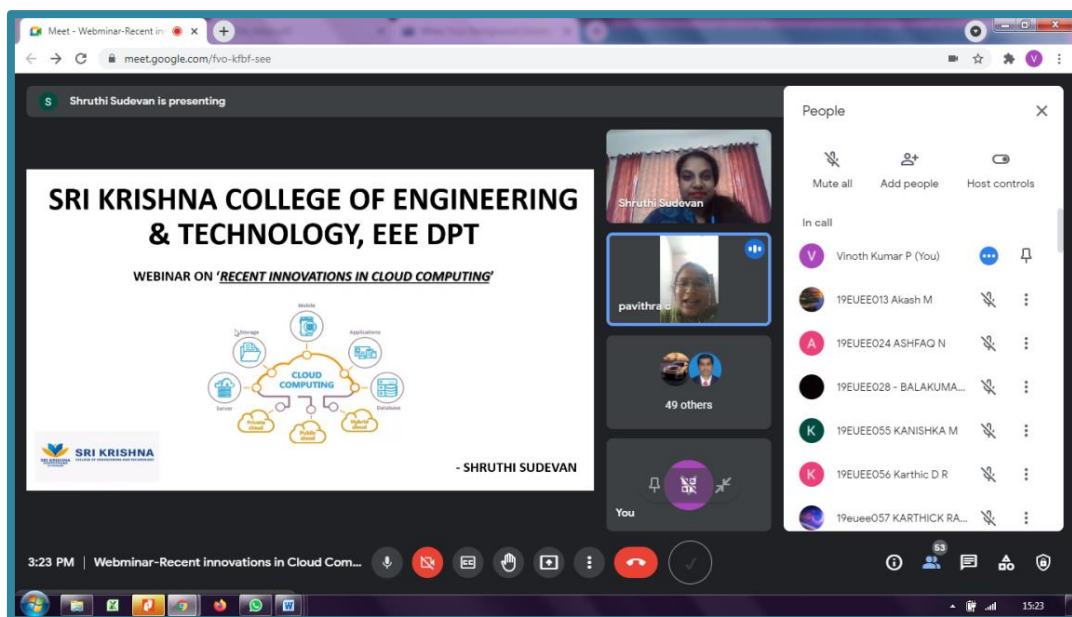 Meet - Webminar-Recent in
meet.google.com/fvo-kfbf-see
V
S Shruthi Sudevan is presenting
SRI KRISHNA COLLEGE OF ENGINEERING
& TECHNOLOGY, EEE DPT
WEBINAR ON 'RECENT INNOVATIONS IN CLOUD COMPUTING'
Mobile
Storage
Applications
CLOUD
COMPUTING
Server
Database
Private
cloud
Public
cloud
Hybrid
cloud
SRI KRISHNA
- SHRUTHI SUDEVAN
Shruthi Sudevan
pavithra
49 others
You
People
Mute all
Add people
Host controls
In call
V Vinoth Kumar P (You)
19EUEE013 Akash M
A 19EUEE024 ASHFAQ N
19EUEE028 - BALAKUMA...
K 19EUEE055 KANISHKA M
K 19EUEE056 Karthic D R
19euee057 KARTHICK RA...
3:23 PM | Webminar-Recent innovations in Cloud Com...
53
15:23